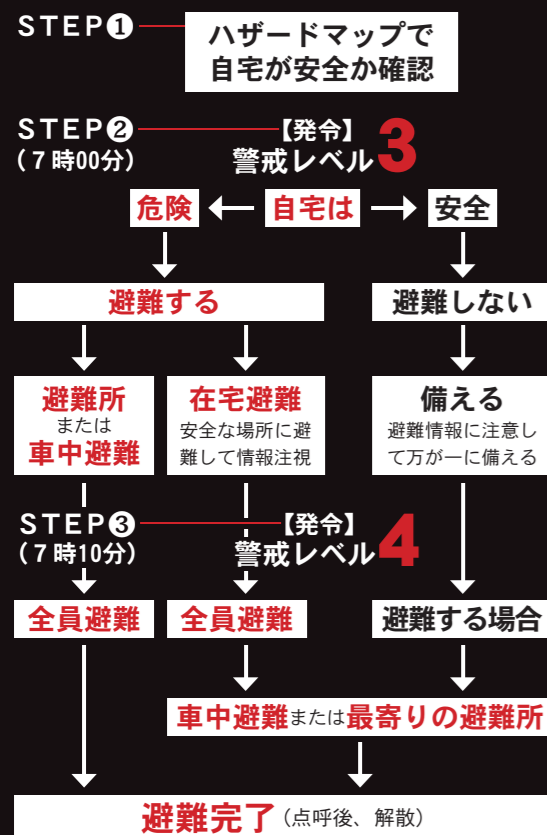 STEP❶
ハザードマップで
自宅が安全か確認
STEP❷
(7時00分)
【発令】
警戒レベル3
危険
自宅は
安全
避難する
避難しない
避難所
または
車中避難
在宅避難
安全な場所に避
難して情報注視
備える
避難情報に注意し
て万が一に備える
STEP❸
(7時10分)
【発令】
警戒レベル4
全員避難
全員避難
避難する場合
車中避難または最寄りの避難所
避難完了(点呼後、解散)